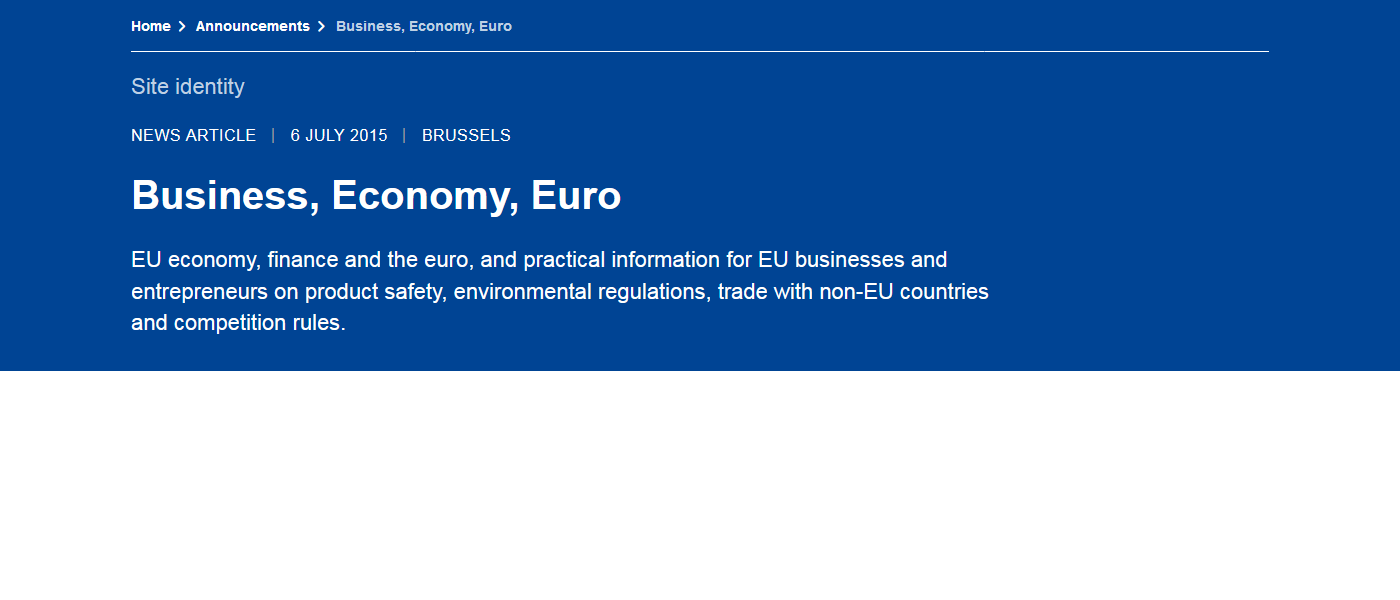 Home > Announcements > Business, Economy, Euro
Site identity
NEWS ARTICLE | 6 JULY 2015 | BRUSSELS
Business, Economy, Euro
EU economy, finance and the euro, and practical information for EU businesses and
entrepreneurs on product safety, environmental regulations, trade with non-EU countries
and competition rules.